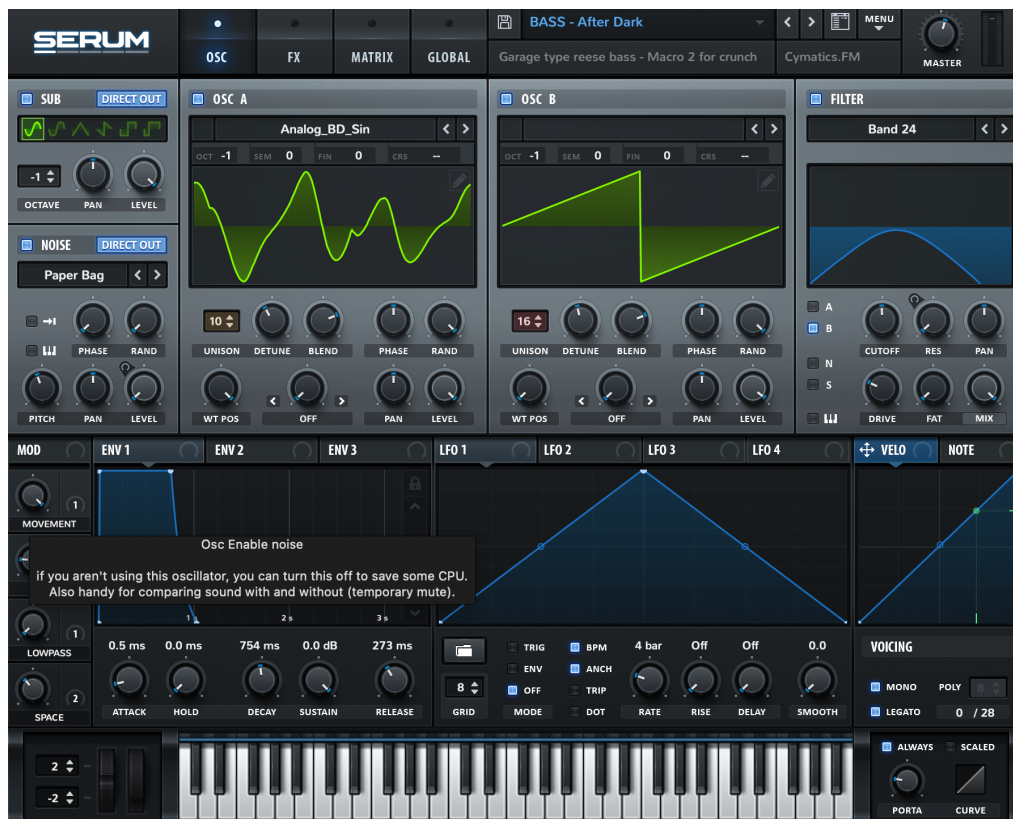 SERUM
OSC
FX
MATRIX
GLOBAL
BASS - After Dark
Garage type reese bass - Macro 2 for crunch
Cymatics.FM
MENU
MASTER
SUB
DIRECT OUT
-1
OCTAVE
PAN
LEVEL
NOISE
DIRECT OUT
Paper Bag
PHASE
RAND
PITCH
PAN
LEVEL
OSC A
Analog_BD_Sin
OCT -1
SEM 0
FIN 0
CRS --
10
UNISON
DETUNE
BLEND
PHASE
RAND
WT POS
OFF
PAN
LEVEL
OSC B
OCT -1
SEM 0
FIN 0
CRS --
16
UNISON
DETUNE
BLEND
PHASE
RAND
WT POS
OFF
PAN
LEVEL
FILTER
Band 24
A
B
N
S
CUTOFF
RES
PAN
DRIVE
FAT
MIX
MOD
ENV 1
ENV 2
ENV 3
LFO 1
LFO 2
LFO 3
LFO 4
VELO
NOTE
1
MOVEMENT
1
LOWPASS
2
SPACE
Osc Enable noise
if you aren't using this oscillator, you can turn this off to save some CPU.
Also handy for comparing sound with and without (temporary mute).
1
2 s
3 s
0.5 ms
0.0 ms
754 ms
0.0 dB
273 ms
ATTACK
HOLD
DECAY
SUSTAIN
RELEASE
8
GRID
TRIG
ENV
OFF
MODE
BPM
ANCH
TRIP
DOT
4 bar
Off
Off
0.0
RATE
RISE
DELAY
SMOOTH
VOICING
MONO
POLY
8
LEGATO
0 / 28
2
-2
ALWAYS
SCALED
PORTA
CURVE